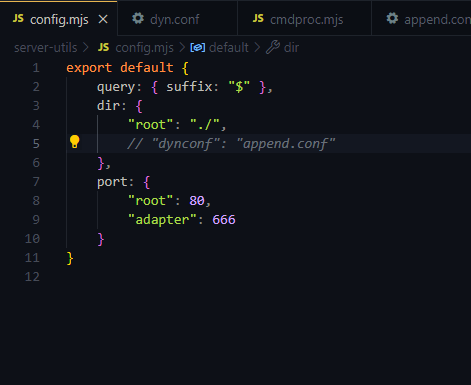 JS config.mjs × dyn.conf JS cmdproc.mjs append.con
server-utils > JS config.mjs > default > dir
1 export default {
2 query: { suffix: "$" },
3 dir: {
4 "root": "./",
5 // "dynconf": "append.conf"
6 },
7 port: {
8 "root": 80,
9 "adapter": 666
10 }
11 }
12